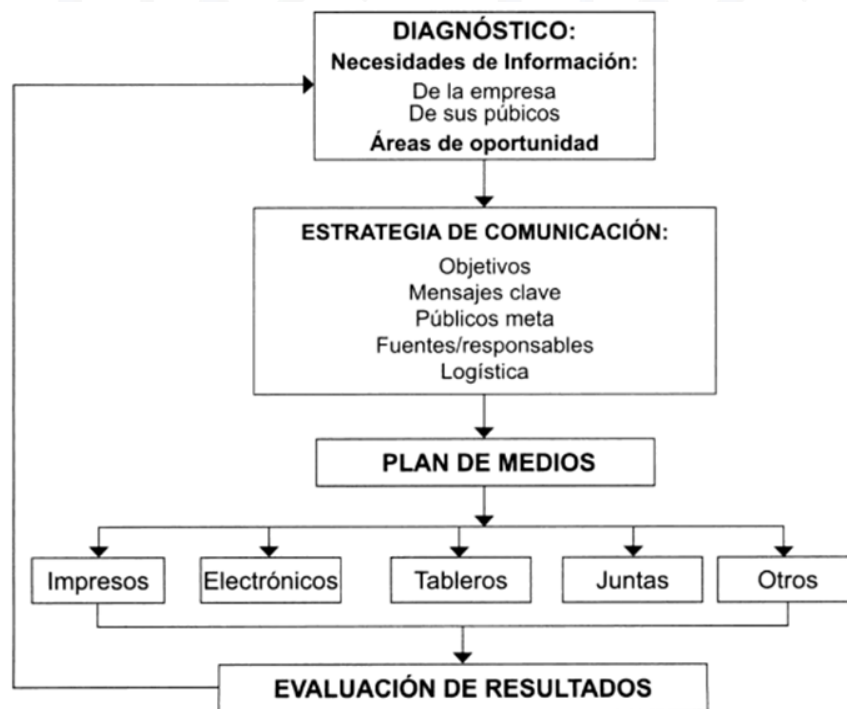 DIAGNÓSTICO:
Necesidades de Información:
De la empresa
De sus púbicos
Áreas de oportunidad
ESTRATEGIA DE COMUNICACIÓN:
Objetivos
Mensajes clave
Públicos meta
Fuentes/responsables
Logística
PLAN DE MEDIOS
Impresos
Electrónicos
Tableros
Juntas
Otros
EVALUACIÓN DE RESULTADOS